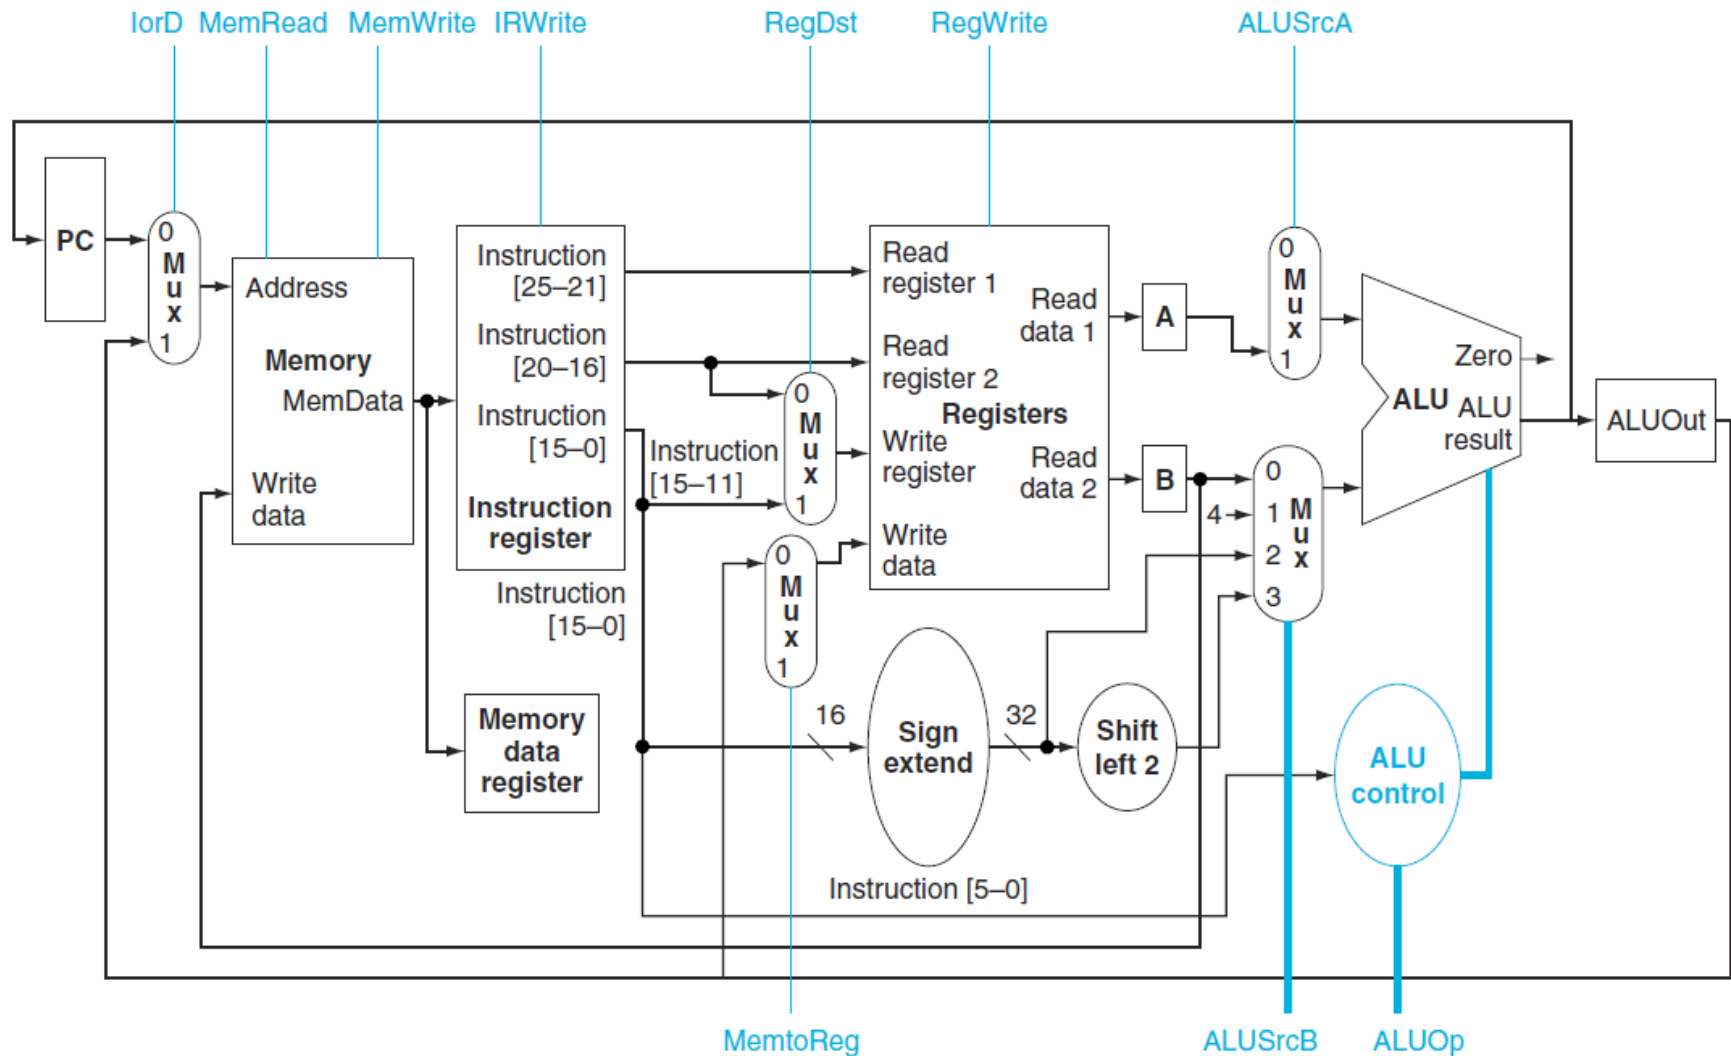 IorD MemRead MemWrite IRWrite RegDst RegWrite ALUSrcA
PC
0
M
u
x
1
Address
Memory
MemData
Write
data
Instruction
[25–21]
Instruction
[20–16]
Instruction
[15–0]
Instruction
register
Instruction
[15–0]
Instruction
[15–11]
Memory
data
register
0
M
u
x
1
0
M
u
x
1
Read
register 1
Read
register 2
Registers
Write
register
Write
data
Read
data 1
Read
data 2
16
Sign
extend
32
Shift
left 2
Instruction [5–0]
A
B
4
0
M
u
x
1
0
1 M
u
2 x
3
Zero
ALU
ALU
result
ALUOut
ALU
control
MemtoReg ALUSrcB ALUOp